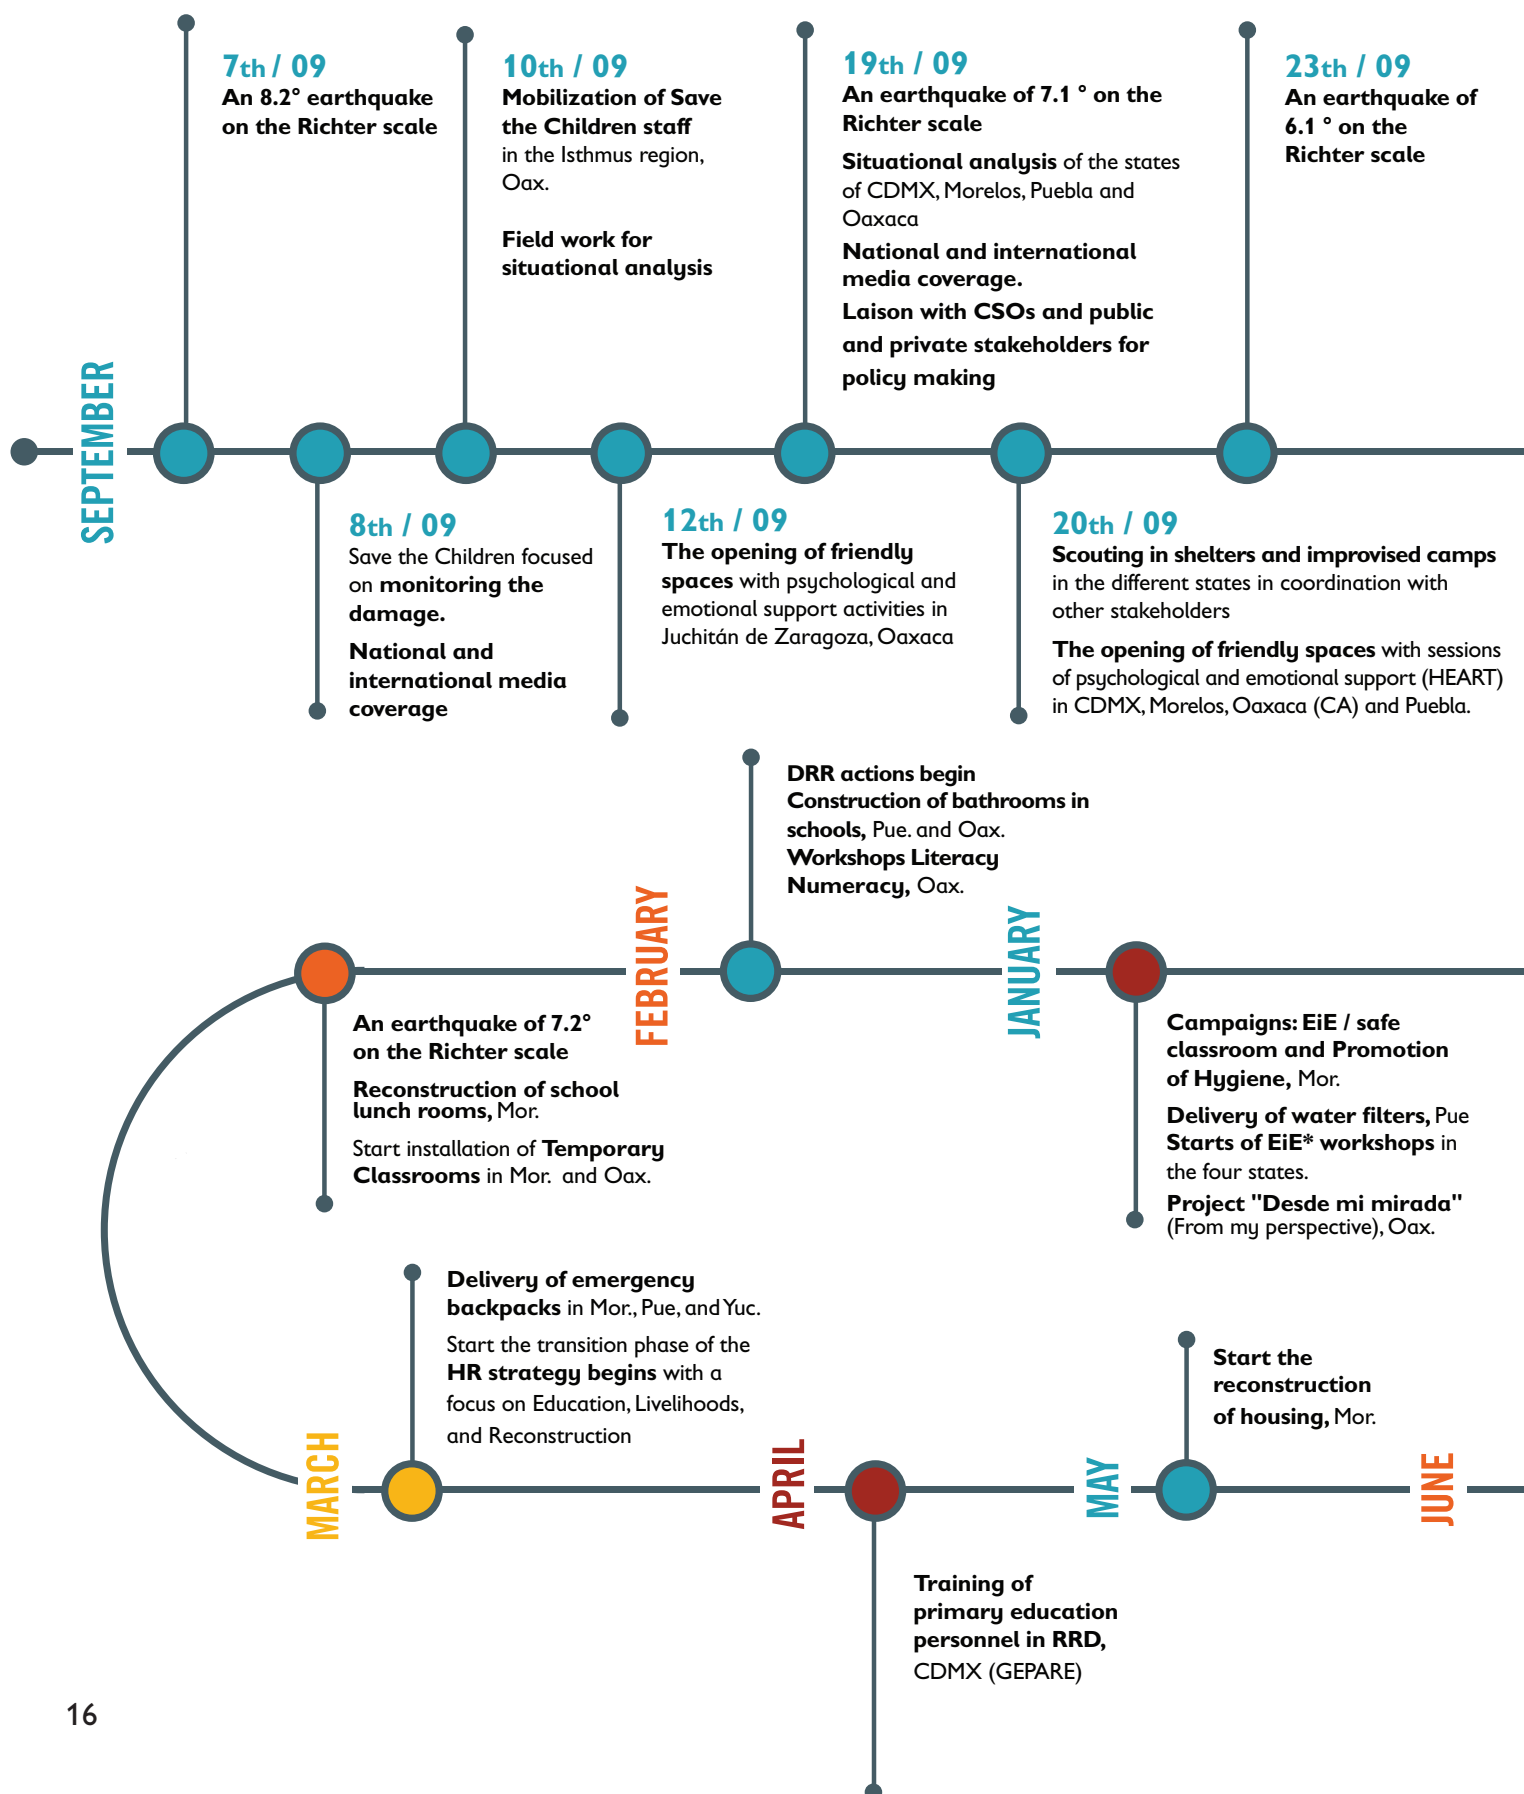 SEPTEMBER
7th / 09
An 8.2° earthquake
on the Richter scale
8th / 09
Save the Children focused
on monitoring the
damage.
National and
international media
coverage
10th / 09
Mobilization of Save
the Children staff
in the Isthmus region,
Oax.
Field work for
situational analysis
12th / 09
The opening of friendly
spaces with psychological and
emotional support activities in
Juchitán de Zaragoza, Oaxaca
19th / 09
An earthquake of 7.1 ° on the
Richter scale
Situational analysis of the states
of CDMX, Morelos, Puebla and
Oaxaca
National and international
media coverage.
Laison with CSOs and public
and private stakeholders for
policy making
20th / 09
Scouting in shelters and improvised camps
in the different states in coordination with
other stakeholders
The opening of friendly spaces with sessions
of psychological and emotional support (HEART)
in CDMX, Morelos, Oaxaca (CA) and Puebla.
23th / 09
An earthquake of
6.1 ° on the
Richter scale
Campaigns: EiE / safe
classroom and Promotion
of Hygiene, Mor.
Delivery of water filters, Pue
Starts of EiE* workshops in
the four states.
Project "Desde mi mirada"
(From my perspective), Oax.
JANUARY
DRR actions begin
Construction of bathrooms in
schools, Pue. and Oax.
Workshops Literacy
Numeracy, Oax.
FEBRUARY
An earthquake of 7.2°
on the Richter scale
Reconstruction of school
lunch rooms, Mor.
Start installation of Temporary
Classrooms in Mor. and Oax.
MARCH
Delivery of emergency
backpacks in Mor., Pue, and Yuc.
Start the transition phase of the
HR strategy begins with a
focus on Education, Livelihoods,
and Reconstruction
APRIL
Training of
primary education
personnel in RRD,
CDMX (GEPARE)
MAY
Start the
reconstruction
of housing, Mor.
JUNE
16